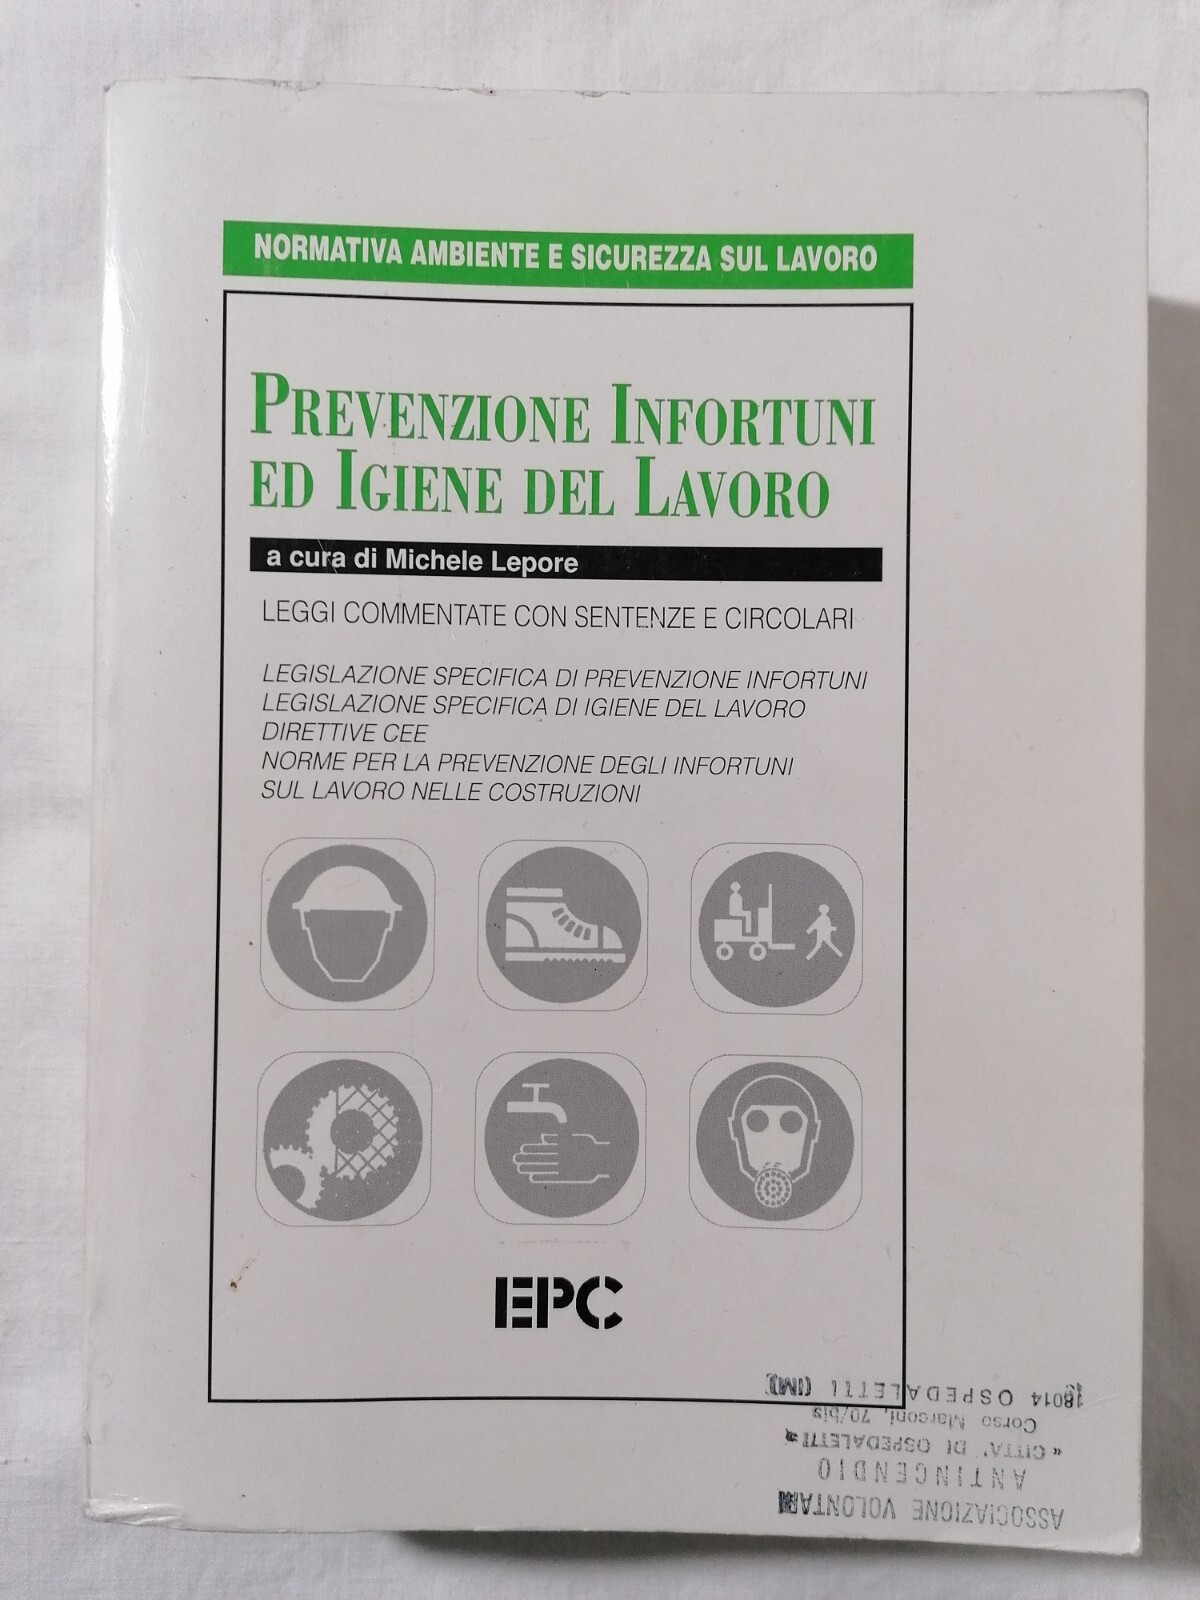 NORMATIVA AMBIENTE E SICUREZZA SUL LAVORO
PREVENZIONE INFORTUNI
ED IGIENE DEL LAVORO
a cura di Michele Lepore
LEGGI COMMENTATE CON SENTENZE E CIRCOLARI
LEGISLAZIONE SPECIFICA DI PREVENZIONE INFORTUNI
LEGISLAZIONE SPECIFICA DI IGIENE DEL LAVORO
DIRETTIVE CEE
NORME PER LA PREVENZIONE DEGLI INFORTUNI
SUL LAVORO NELLE COSTRUZIONI
EPC
ASSOCIAZIONE VOLONTARI
ANTINCENDIO
« CITTA' DI OSPEDALETTI »
Corso Marconi, 70/bis
18014 OSPEDALETTI (IM)